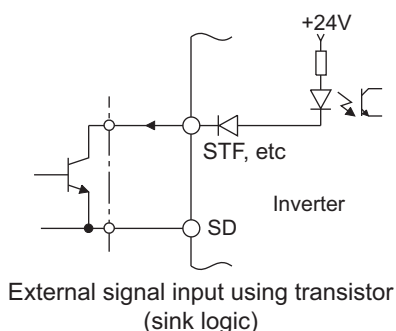 +24V
STF, etc
Inverter
SD
External signal input using transistor
(sink logic)